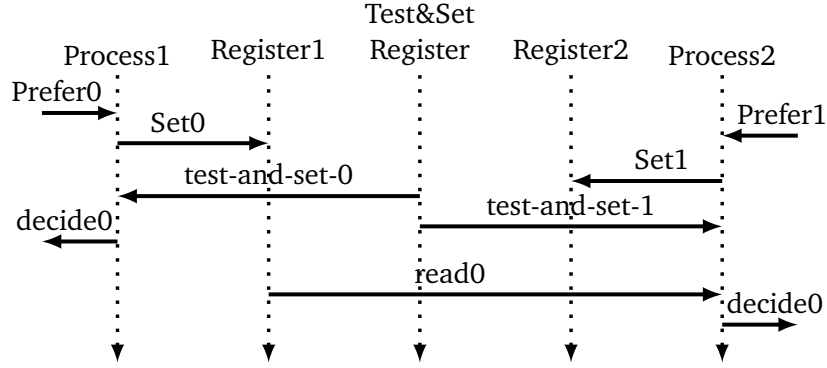 Test&Set
Process1 Register1 Register Register2 Process2
Prefer0
Prefer1
Set0
Set1
test-and-set-0
test-and-set-1
decide0
read0
decide0